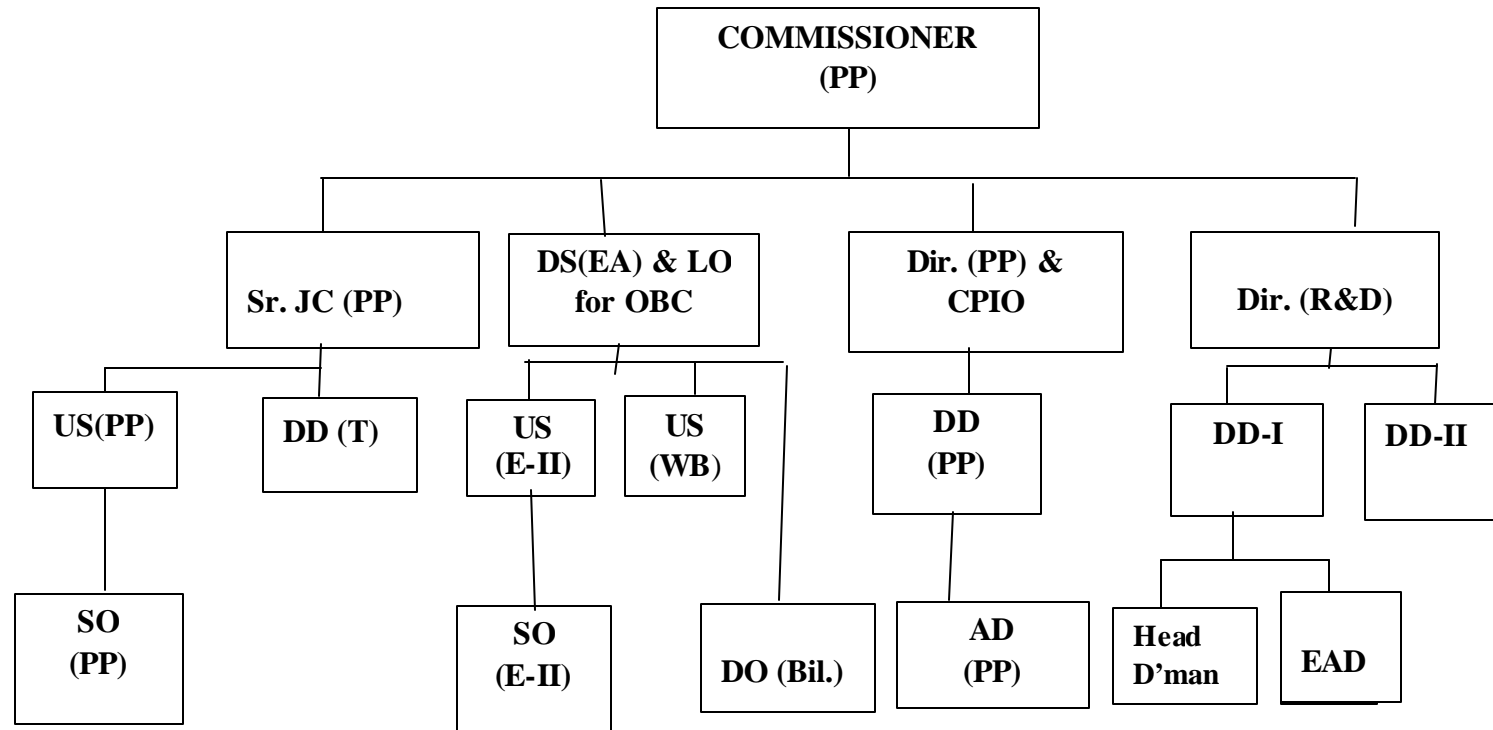 COMMISSIONER
(PP)
Sr. JC (PP)
DS(EA) & LO
for OBC
Dir. (PP) &
CPIO
Dir. (R&D)
US(PP)
DD (T)
US
(E-II)
US
(WB)
DD
(PP)
DD-I
DD-II
SO
(PP)
SO
(E-II)
DO (Bil.)
AD
(PP)
Head
D’man
EAD